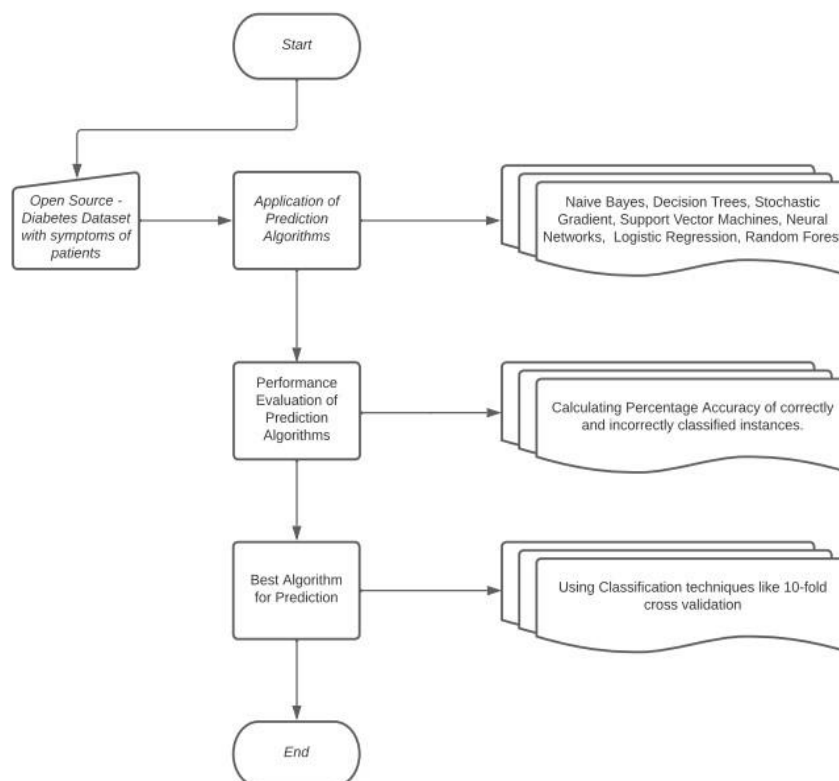 Start
Open Source -
Diabetes Dataset
with symptoms of
patients
Application of
Prediction
Algorithms
Naive Bayes, Decision Trees, Stochastic
Gradient, Support Vector Machines, Neural
Networks, Logistic Regression, Random Fores
Performance
Evaluation of
Prediction
Algorithms
Calculating Percentage Accuracy of correctly
and incorrectly classified instances.
Best Algorithm
for Prediction
Using Classification techniques like 10-fold
cross validation
End